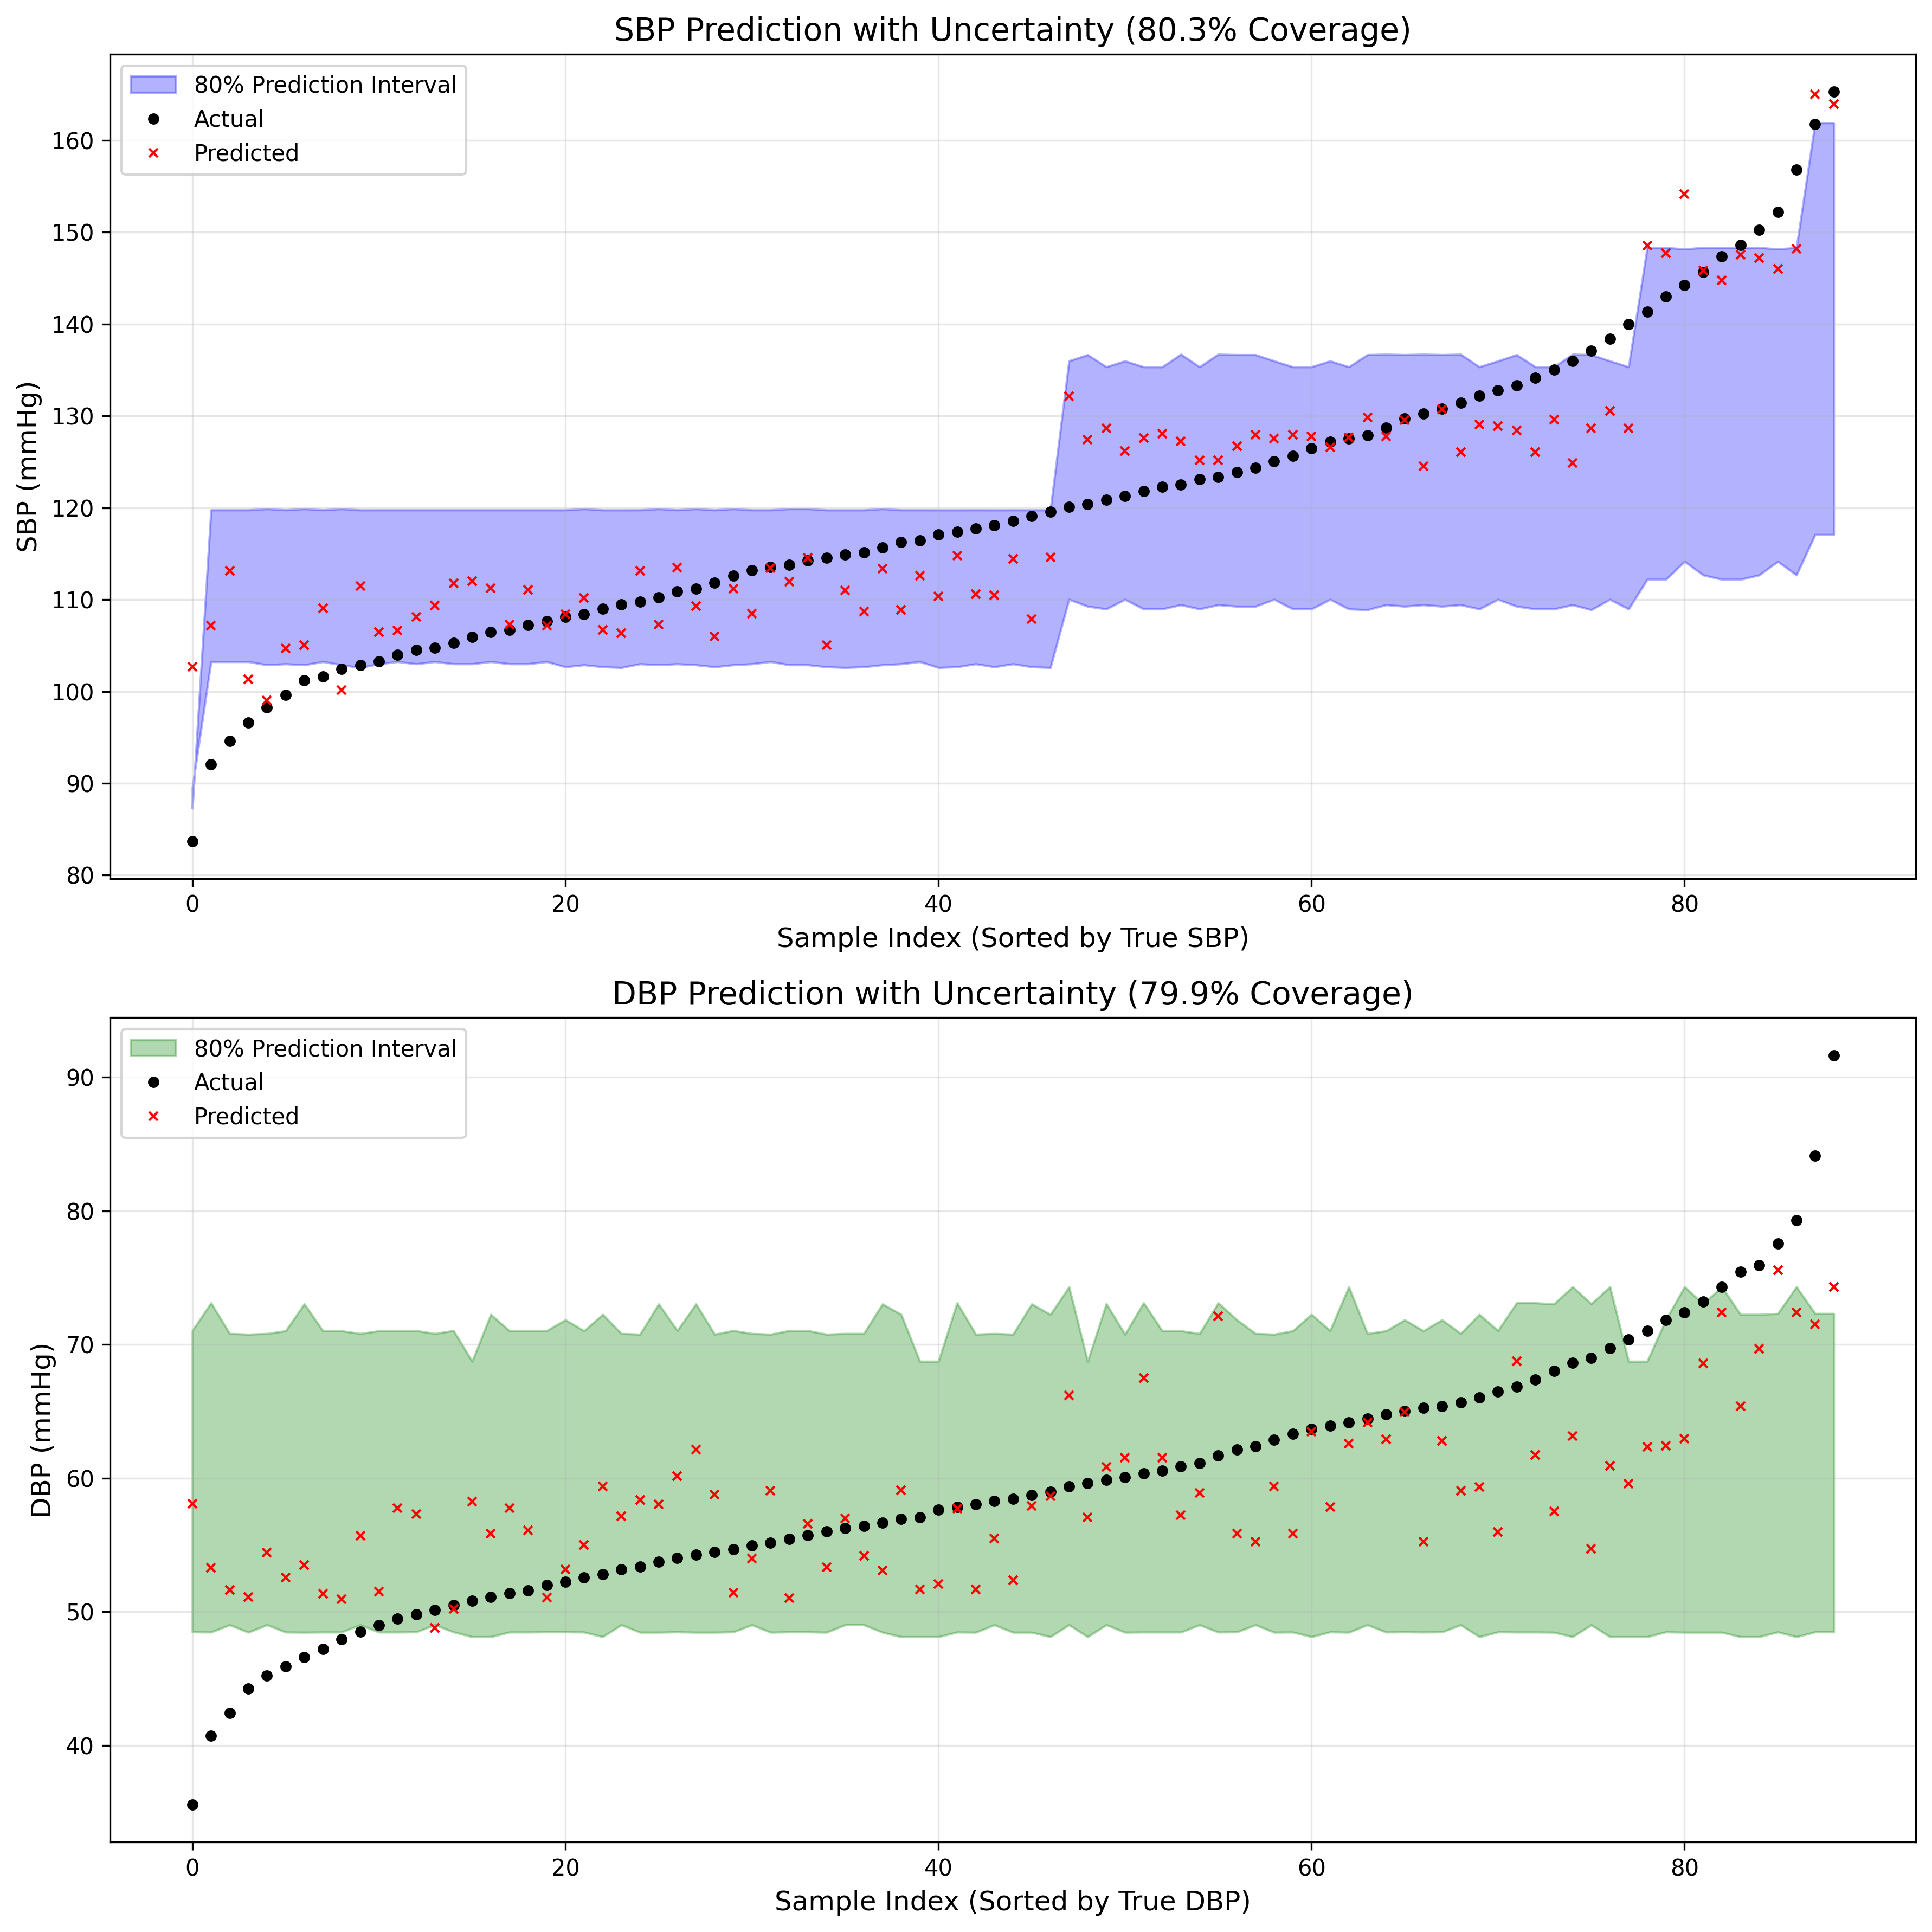 SBP Prediction with Uncertainty (80.3% Coverage)
80% Prediction Interval
Actual
Predicted
SBP (mmHg)
160
150
140
130
120
110
100
90
80
0 20 40 60 80
Sample Index (Sorted by True SBP)
DBP Prediction with Uncertainty (79.9% Coverage)
80% Prediction Interval
Actual
Predicted
DBP (mmHg)
90
80
70
60
50
40
0 20 40 60 80
Sample Index (Sorted by True DBP)